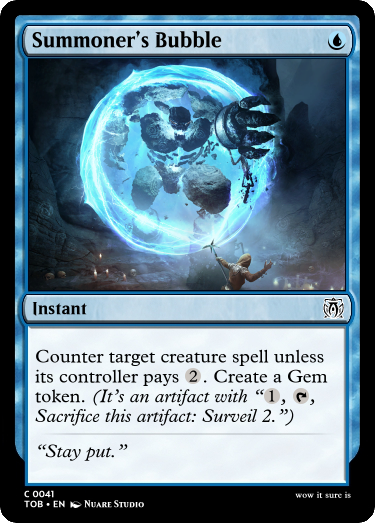 Summoner's Bubble
Instant
Counter target creature spell unless
its controller pays 2. Create a Gem
token. (It's an artifact with “1, ,
Sacrifice this artifact: Surveil 2.”)
“Stay put.”
C 0041
TOB • EN Nuare Studio
wow it sure is